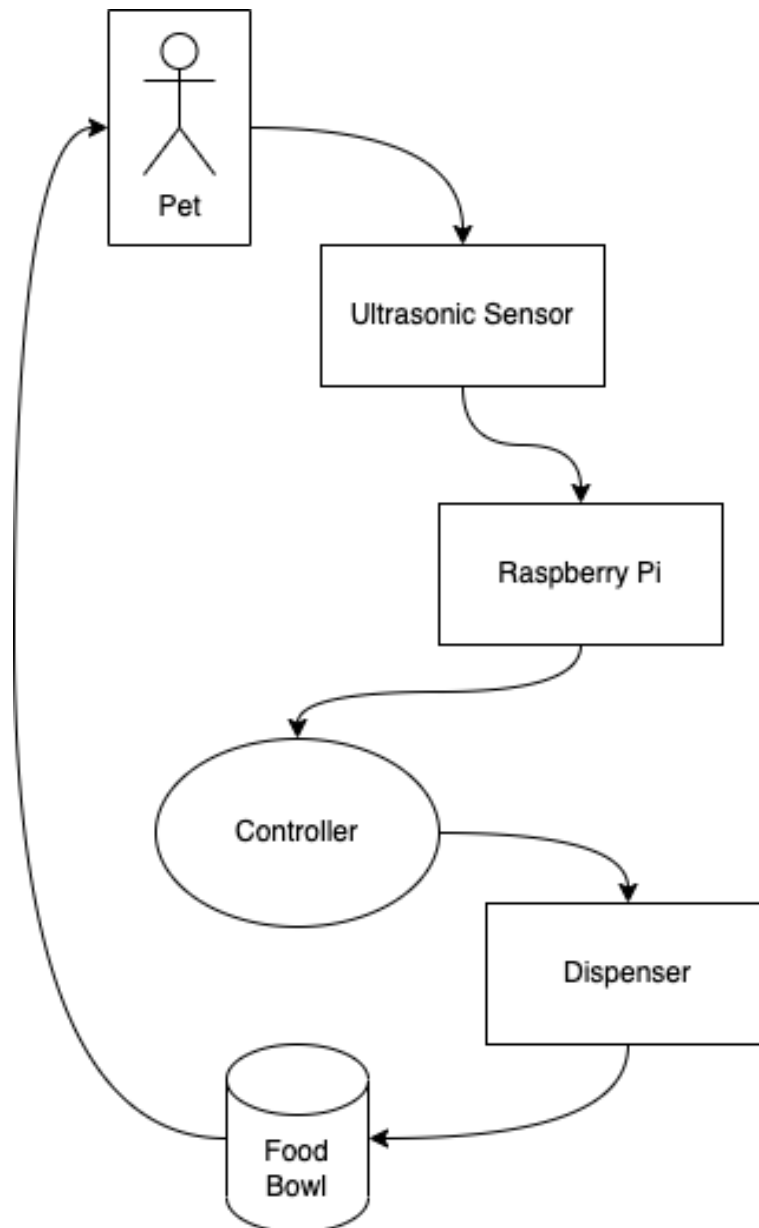 Pet
Ultrasonic Sensor
Raspberry Pi
Controller
Dispenser
Food
Bowl